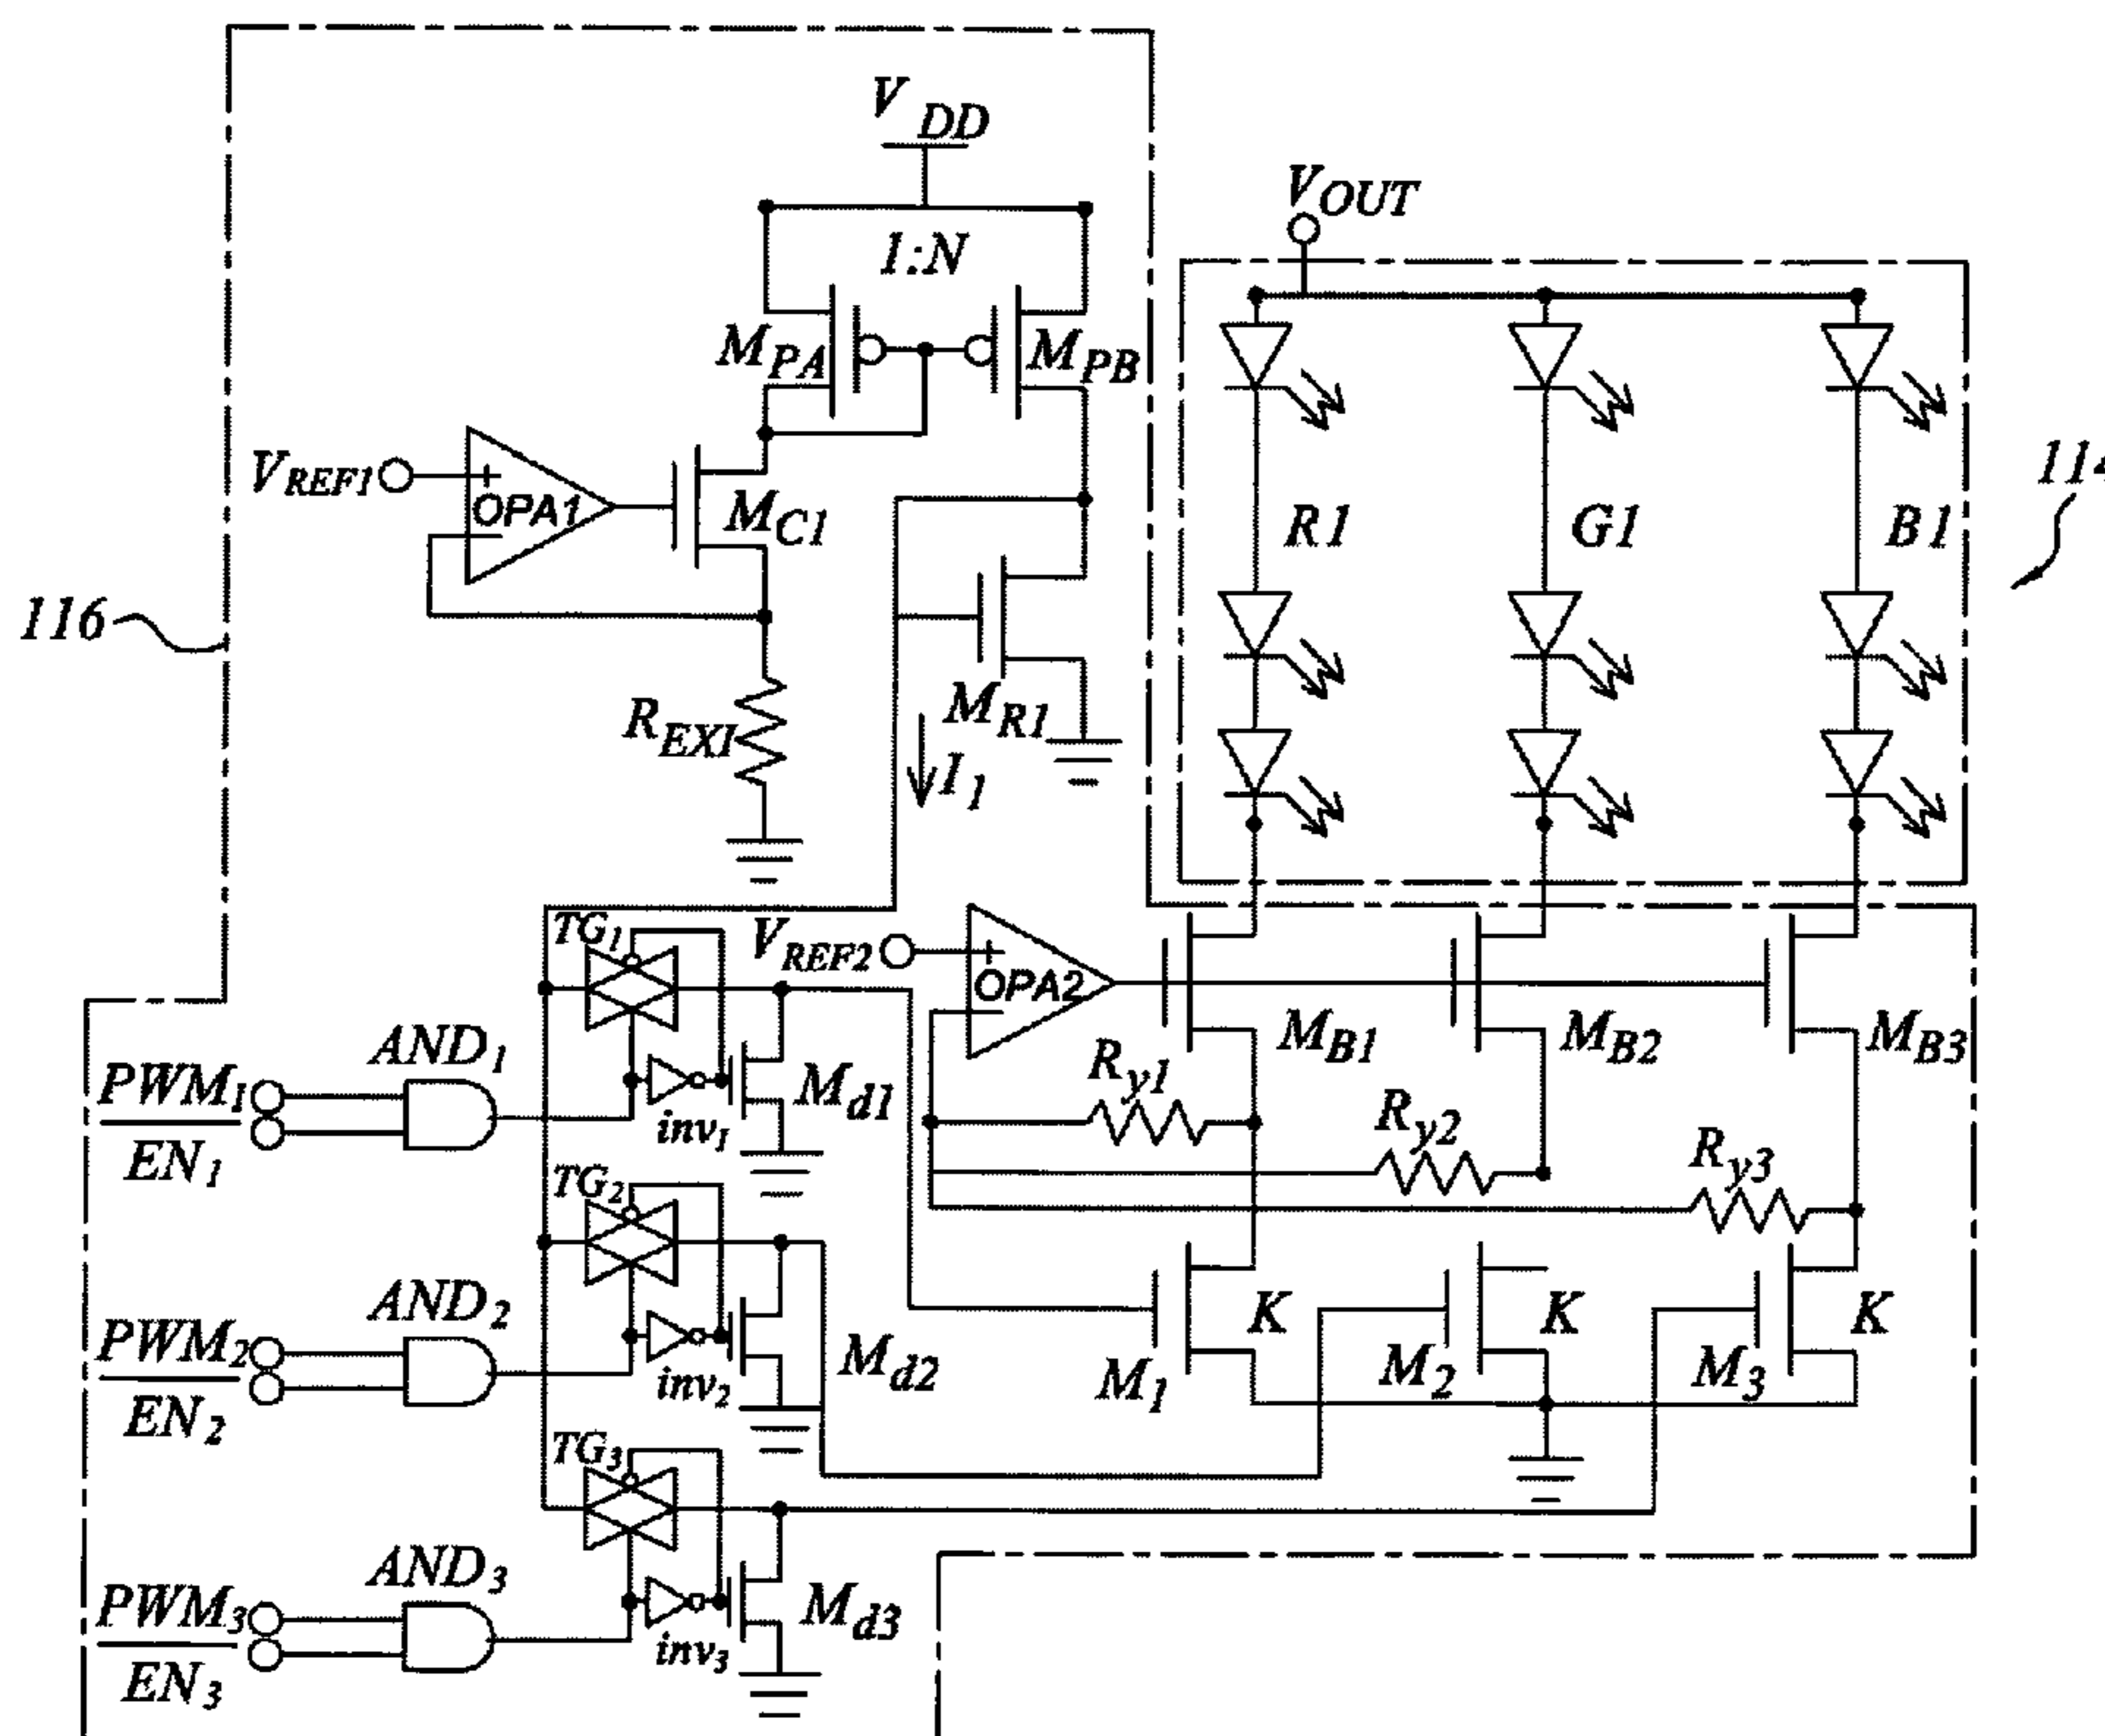 V DD
VOUT
1:N
MPA
MPB
VREF1
+
OPA1
MC1
R1
G1
B1
116
REXI
MR1
I1
TG1
VREF2
+
OPA2
AND1
PWM1
EN1
inv1
Md1
MB1
MB2
MB3
Ry1
Ry2
Ry3
TG2
AND2
PWM2
EN2
inv2
Md2
M1
K
M2
K
M3
K
TG3
AND3
PWM3
EN3
inv3
Md3